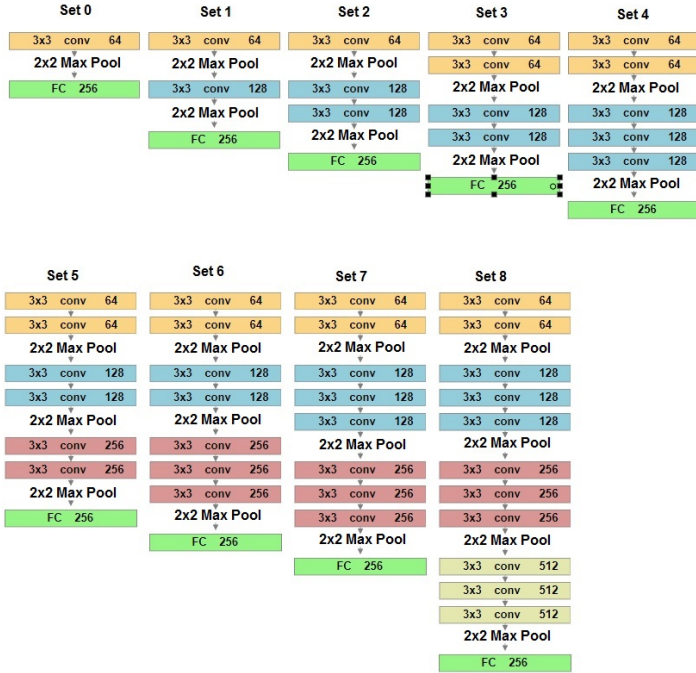 Set 0
3x3 conv 64
2x2 Max Pool
FC 256
Set 1
3x3 conv 64
2x2 Max Pool
3x3 conv 128
2x2 Max Pool
FC 256
Set 2
3x3 conv 64
2x2 Max Pool
3x3 conv 128
3x3 conv 128
2x2 Max Pool
FC 256
Set 3
3x3 conv 64
3x3 conv 64
2x2 Max Pool
3x3 conv 128
3x3 conv 128
2x2 Max Pool
FC 256
Set 4
3x3 conv 64
3x3 conv 64
2x2 Max Pool
3x3 conv 128
3x3 conv 128
3x3 conv 128
2x2 Max Pool
FC 256
Set 5
3x3 conv 64
3x3 conv 64
2x2 Max Pool
3x3 conv 128
3x3 conv 128
2x2 Max Pool
3x3 conv 256
3x3 conv 256
2x2 Max Pool
FC 256
Set 6
3x3 conv 64
3x3 conv 64
2x2 Max Pool
3x3 conv 128
3x3 conv 128
2x2 Max Pool
3x3 conv 256
3x3 conv 256
3x3 conv 256
2x2 Max Pool
FC 256
Set 7
3x3 conv 64
3x3 conv 64
2x2 Max Pool
3x3 conv 128
3x3 conv 128
3x3 conv 128
2x2 Max Pool
3x3 conv 256
3x3 conv 256
3x3 conv 256
2x2 Max Pool
FC 256
Set 8
3x3 conv 64
3x3 conv 64
2x2 Max Pool
3x3 conv 128
3x3 conv 128
3x3 conv 128
2x2 Max Pool
3x3 conv 256
3x3 conv 256
3x3 conv 256
2x2 Max Pool
3x3 conv 512
3x3 conv 512
3x3 conv 512
2x2 Max Pool
FC 256